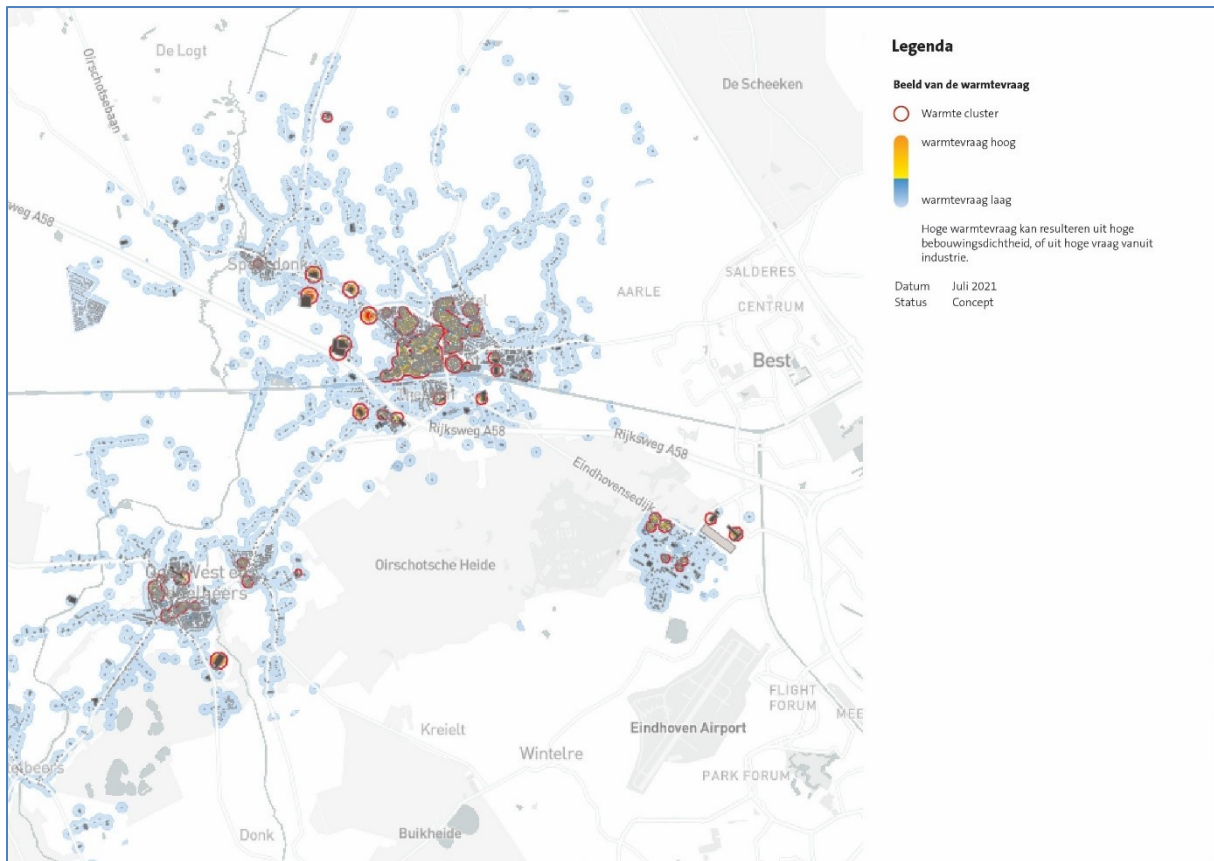 De Logt
Oirschotsebaan
De Scheeken
weg A58
SALDERES
AARLE
CENTRUM
Best
Rijksweg A58
Rijksweg A58
Eindhovensedijk
Oirschotsche Heide
FLIGHT
FORUM
MEE
Kreielt
Eindhoven Airport
Wintelre
PARK FORUM
Donk
Buikheide
Legenda
Beeld van de warmtevraag
Warmte cluster
warmtevraag hoog
warmtevraag laag
Hoge warmtevraag kan resulteren uit hoge
bebouwingsdichtheid, of uit hoge vraag vanuit
industrie.
Datum Juli 2021
Status Concept